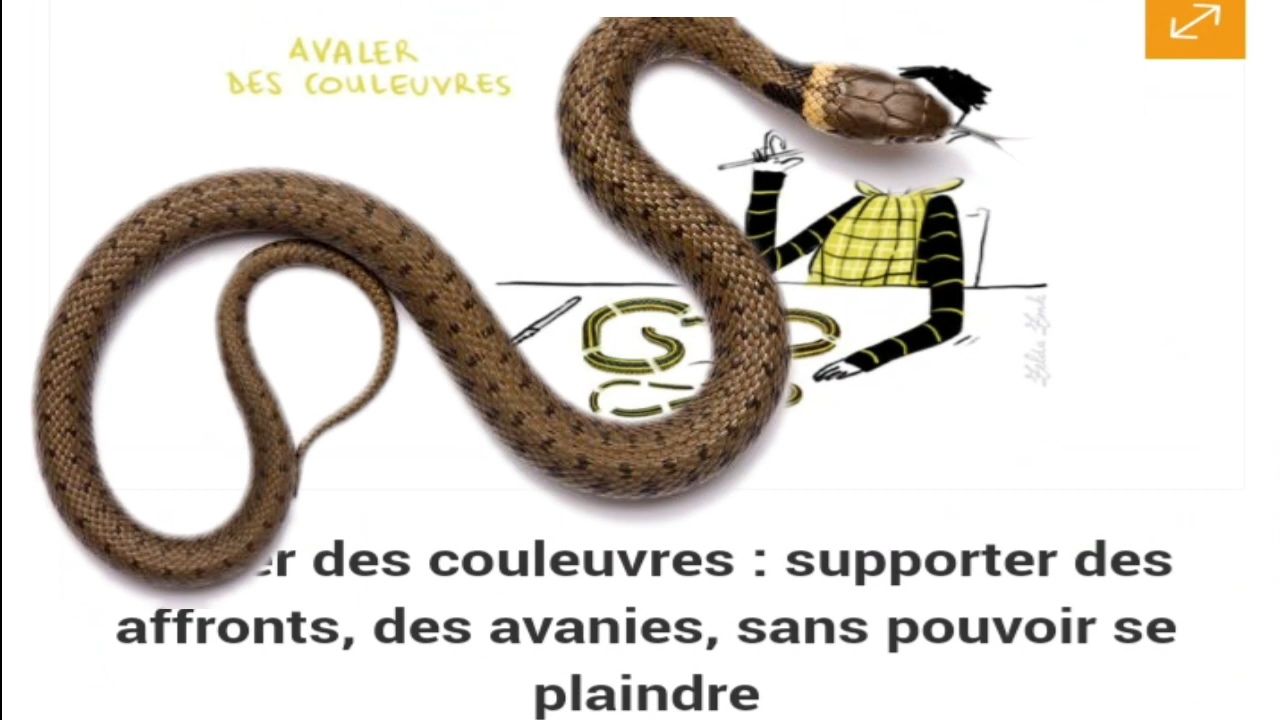 AVALER
DES COULEUVRES
er des couleuvres : supporter des
affronts, des avanies, sans pouvoir se
plaindre